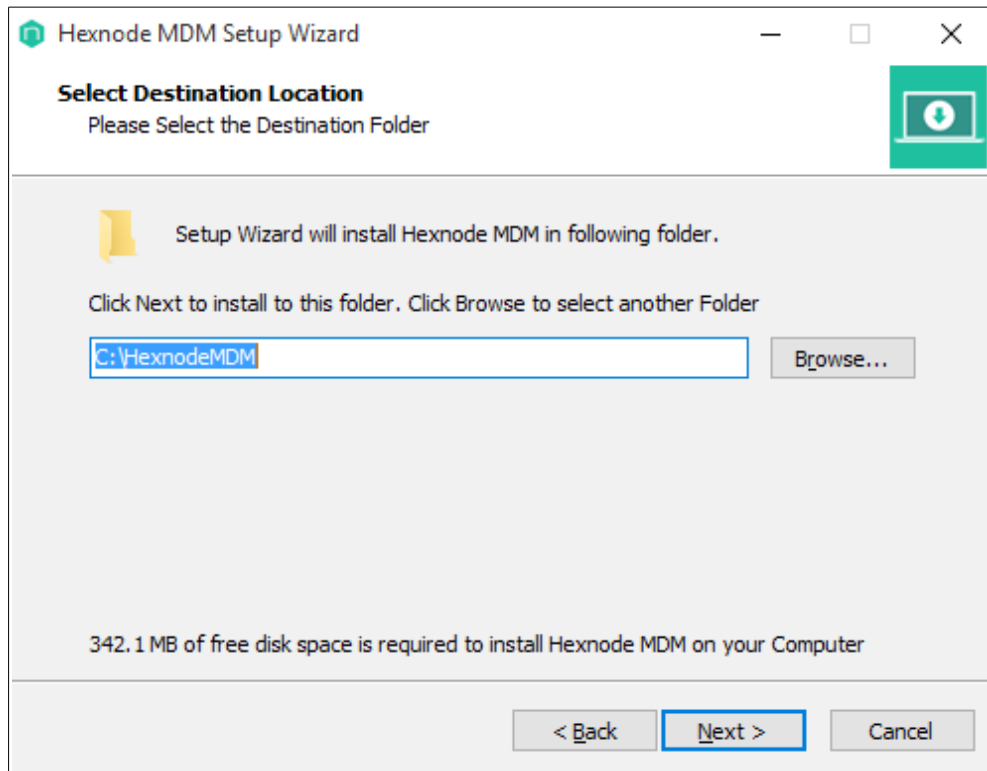 Hexnode MDM Setup Wizard
Select Destination Location
Please Select the Destination Folder
Setup Wizard will install Hexnode MDM in following folder.
Click Next to install to this folder. Click Browse to select another Folder
C:\HexnodeMDM
Browse...
342.1 MB of free disk space is required to install Hexnode MDM on your Computer
< Back
Next >
Cancel